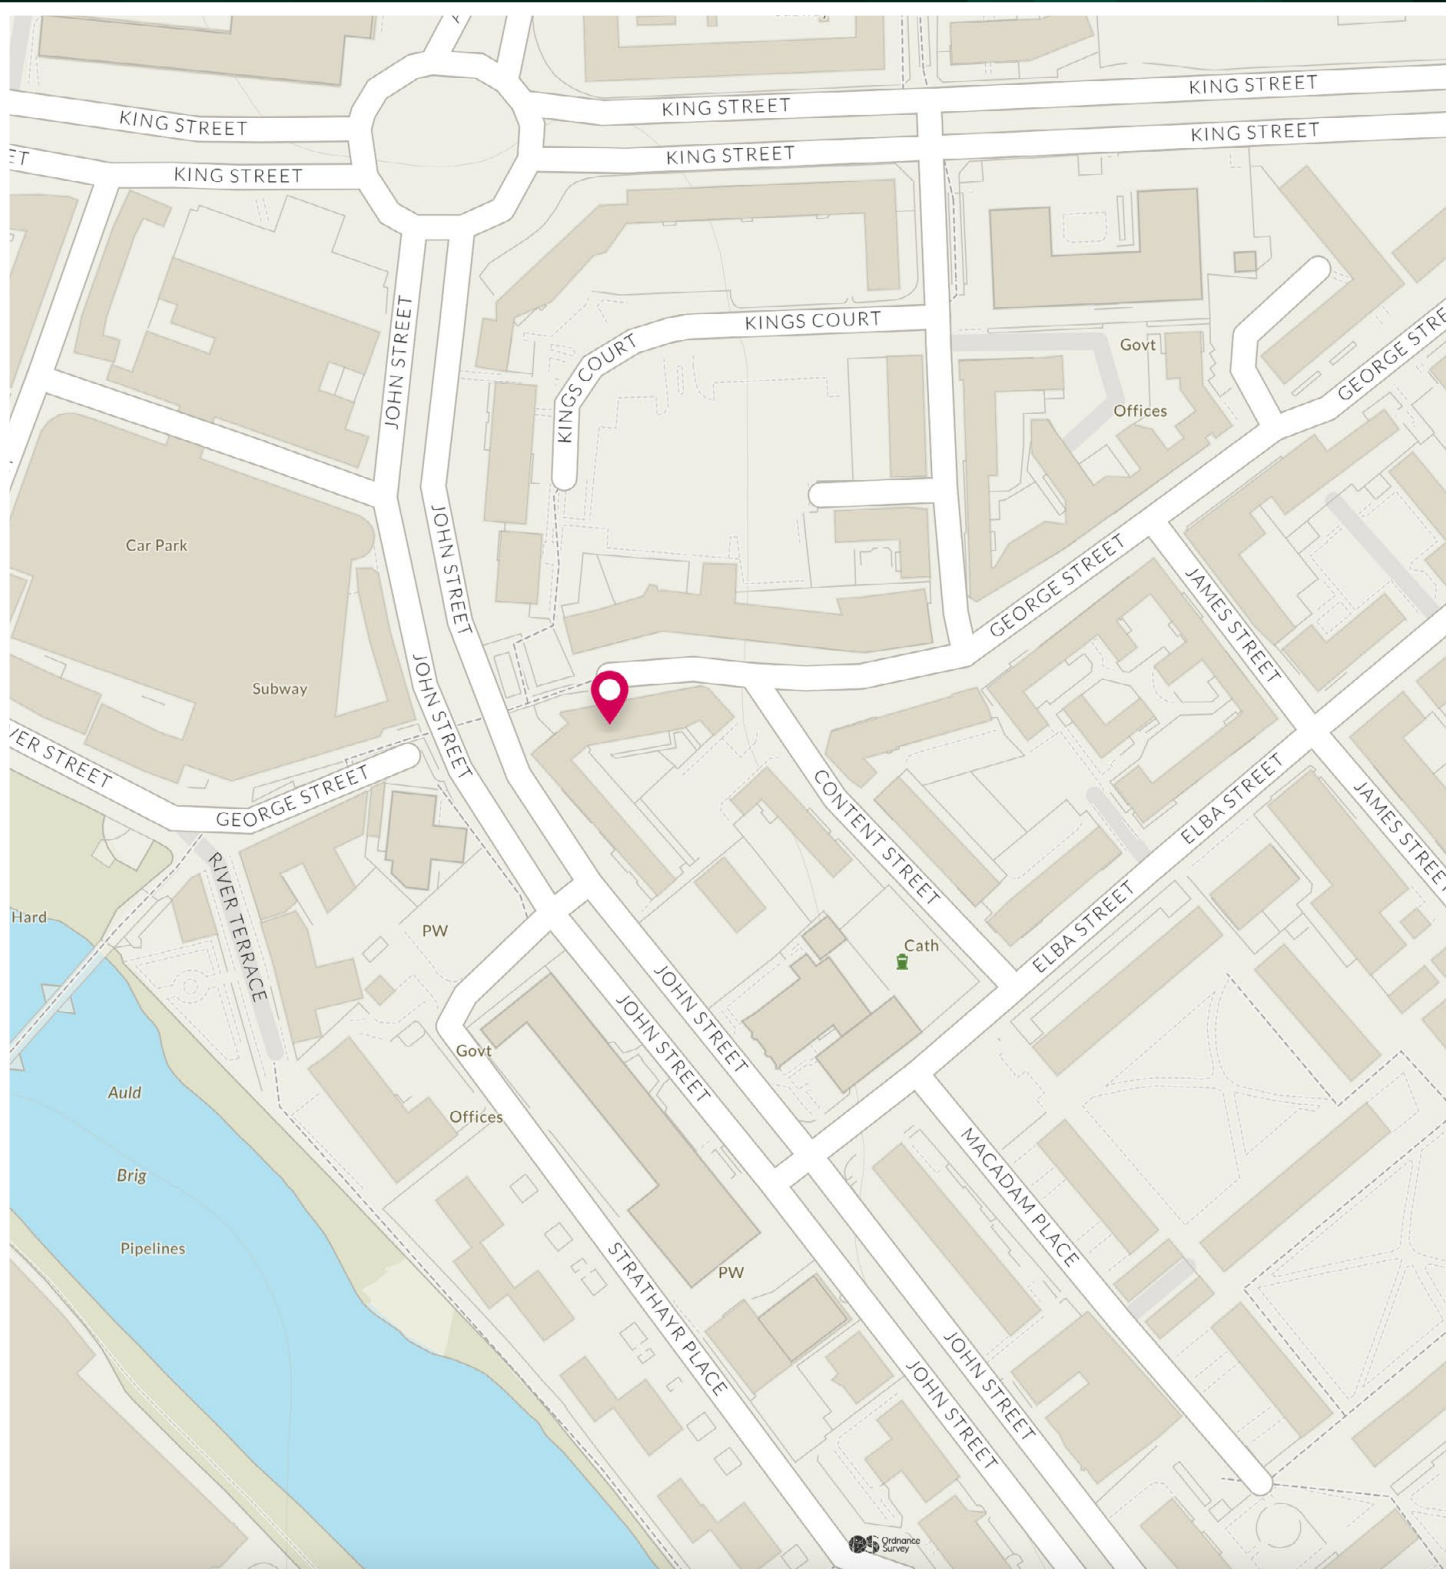 KING STREET
KING STREET
KING STREET
KING STREET
KING STREET
ET
KING STREET
JOHN STREET
KINGS COURT
KINGS COURT
Govt
Offices
GEORGE STRE
JOHN STREET
Car Park
GEORGE STREET
JAMES STREET
Subway
JOHN STREET
VER STREET
GEORGE STREET
CONTENT STREET
ELBA STREET
JAMES STREET
RIVER TERRACE
Hard
PW
Cath
ELBA STREET
JOHN STREET
JOHN STREET
Govt
Offices
Auld
Brig
Pipelines
MACADAM PLACE
STRATHAYR PLACE
PW
JOHN STREET
JOHN STREET
OS Ordnance
Survey